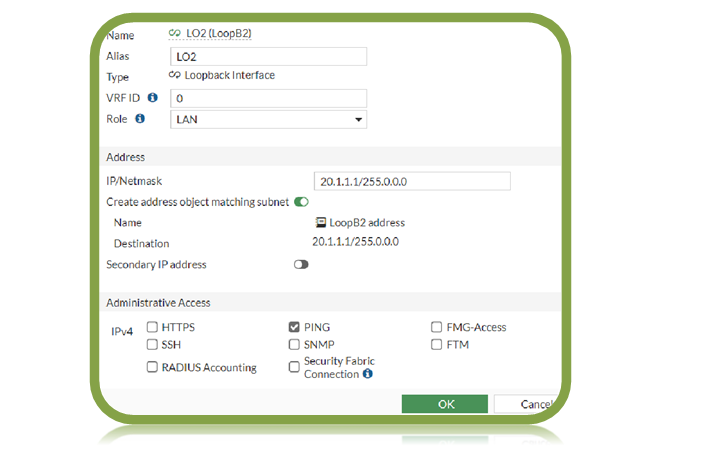 Name LO2 (LoopB2)
Alias LO2
Type Loopback Interface
VRF ID 0
Role LAN
Address
IP/Netmask 20.1.1.1/255.0.0.0
Create address object matching subnet
Name LoopB2 address
Destination 20.1.1.1/255.0.0.0
Secondary IP address
Administrative Access
IPv4 HTTPS PING FMG-Access
SSH SNMP FTM
RADIUS Accounting Security Fabric
Connection
OK Cancel